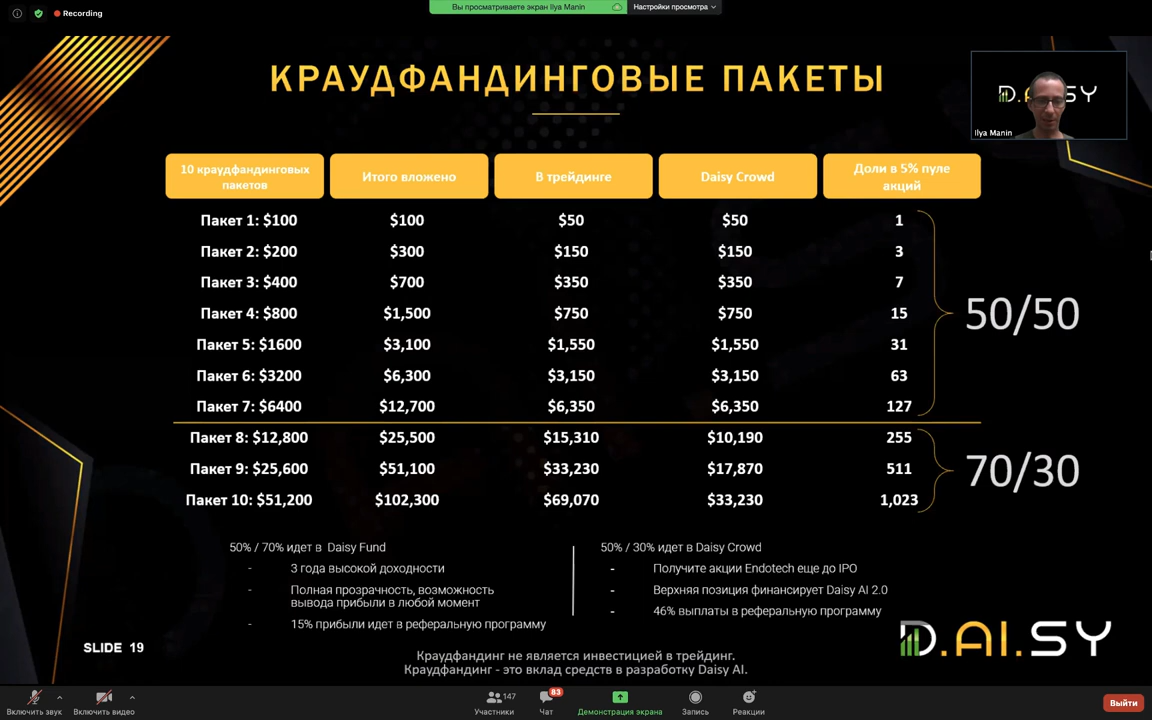 Recording
Вы просматриваете экран Ilya Manin
Настройки просмотра
КРАУДФАНДИНГОВЫЕ ПАКЕТЫ
D.AI.SY
Ilya Manin
10 краудфандинговых пакетов Итого вложено В трейдинге Daisy Crowd Доли в 5% пуле акций
Пакет 1: $100 $100 $50 $50 1
Пакет 2: $200 $300 $150 $150 3
Пакет 3: $400 $700 $350 $350 7
Пакет 4: $800 $1,500 $750 $750 15
Пакет 5: $1600 $3,100 $1,550 $1,550 31
Пакет 6: $3200 $6,300 $3,150 $3,150 63
Пакет 7: $6400 $12,700 $6,350 $6,350 127
50/50
Пакет 8: $12,800 $25,500 $15,310 $10,190 255
Пакет 9: $25,600 $51,100 $33,230 $17,870 511
Пакет 10: $51,200 $102,300 $69,070 $33,230 1,023
70/30
50% / 70% идет в Daisy Fund
- 3 года высокой доходности
- Полная прозрачность, возможность
вывода прибыли в любой момент
- 15% прибыли идет в реферальную программу
50% / 30% идет в Daisy Crowd
- Получите акции Endotech еще до IPO
- Верхняя позиция финансирует Daisy AI 2.0
- 46% выплаты в реферальную программу
SLIDE 19
D.AI.SY
Краудфандинг не является инвестицией в трейдинг.
Краудфандинг - это вклад средств в разработку Daisy AI.
Включить звук
Включить видео
147
Участники
83
Чат
Демонстрация экрана
Запись
Реакции
Выйти